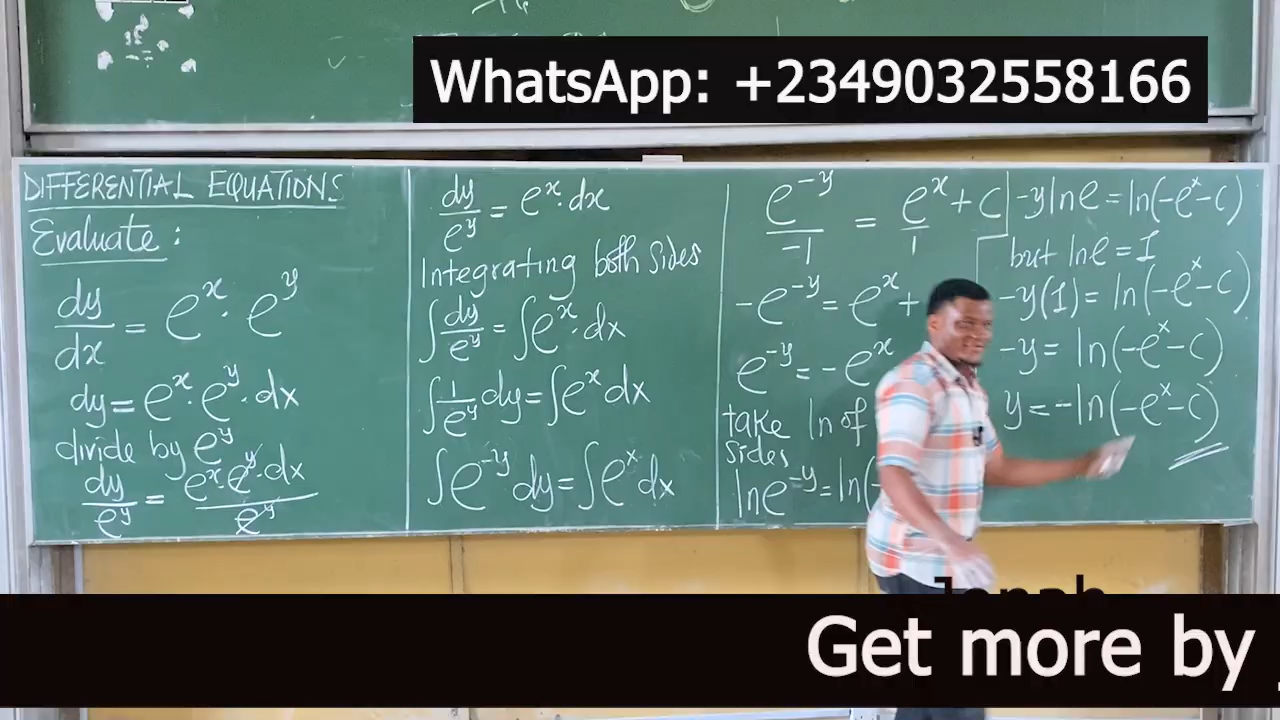 WhatsApp: +2349032558166
DIFFERENTIAL EQUATIONS
Evaluate:
dy/dx = e^x · e^y
dy = e^x · e^y · dx
divide by e^y
dy/e^y = e^x · e^y · dx / e^y
dy/e^y = e^x · dx
Integrating both sides
∫ dy/e^y = ∫ e^x · dx
∫ 1/e^y dy = ∫ e^x dx
∫ e^-y dy = ∫ e^x dx
e^-y/-1 = e^x/1 + c
-e^-y = e^x +
e^-y = -e^x
take ln of
sides
ln e^-y = ln(-
-y ln e = ln(-e^x - c)
but ln e = 1
-y(1) = ln(-e^x - c)
-y = ln(-e^x - c)
y = -ln(-e^x - c)
Get more by